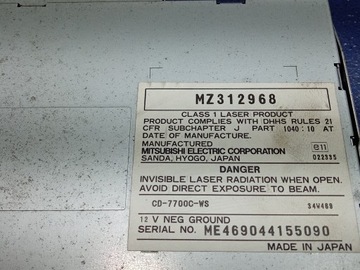 MZ312968
CLASS 1 LASER PRODUCT
PRODUCT COMPLIES WITH DHHS RULES 21
CFR SUBCHAPTER J PART 1040:10 AT
DATE OF MANUFACTURE.
MANUFACTURED
MITSUBISHI ELECTRIC CORPORATION
SANDA, HYOGO, JAPAN
e11
022335
DANGER
INVISIBLE LASER RADIATION WHEN OPEN.
AVOID DIRECT EXPOSURE TO BEAM.
CD-7700C-WS 34W469
12 V NEG GROUND
SERIAL NO. ME469044155090
MADE IN JAPAN